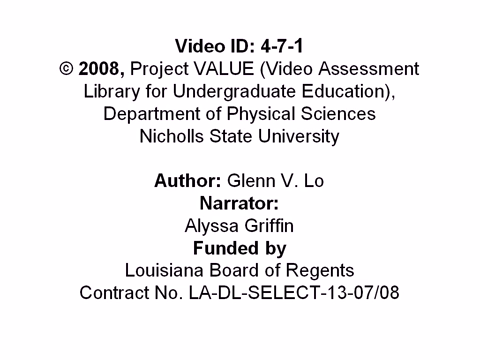 Video ID: 4-7-1
© 2008, Project VALUE (Video Assessment
Library for Undergraduate Education),
Department of Physical Sciences
Nicholls State University
Author: Glenn V. Lo
Narrator:
Alyssa Griffin
Funded by
Louisiana Board of Regents
Contract No. LA-DL-SELECT-13-07/08